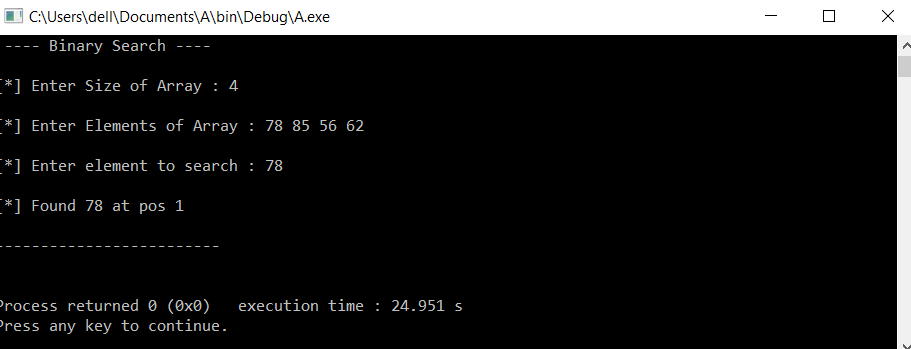 C:\Users\dell\Documents\A\bin\Debug\A.exe
---- Binary Search ----
[*] Enter Size of Array : 4
[*] Enter Elements of Array : 78 85 56 62
[*] Enter element to search : 78
[*] Found 78 at pos 1
-------------------------
Process returned 0 (0x0)   execution time : 24.951 s
Press any key to continue.